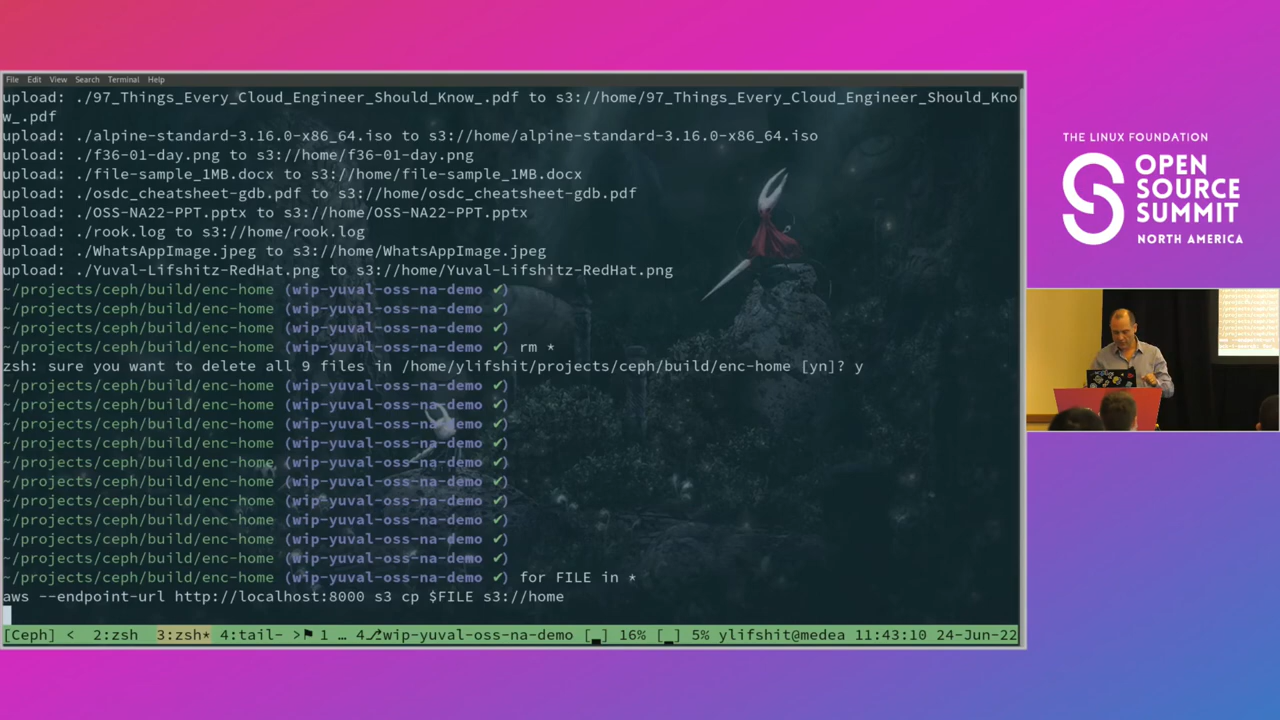 File Edit View Search Terminal Help
upload: ./97_Things_Every_Cloud_Engineer_Should_Know_.pdf to s3://home/97_Things_Every_Cloud_Engineer_Should_Kno
w_.pdf
upload: ./alpine-standard-3.16.0-x86_64.iso to s3://home/alpine-standard-3.16.0-x86_64.iso
upload: ./f36-01-day.png to s3://home/f36-01-day.png
upload: ./file-sample_1MB.docx to s3://home/file-sample_1MB.docx
upload: ./osdc_cheatsheet-gdb.pdf to s3://home/osdc_cheatsheet-gdb.pdf
upload: ./OSS-NA22-PPT.pptx to s3://home/OSS-NA22-PPT.pptx
upload: ./rook.log to s3://home/rook.log
upload: ./WhatsAppImage.jpeg to s3://home/WhatsAppImage.jpeg
upload: ./Yuval-Lifshitz-RedHat.png to s3://home/Yuval-Lifshitz-RedHat.png
~/projects/ceph/build/enc-home (wip-yuval-oss-na-demo ✔)
~/projects/ceph/build/enc-home (wip-yuval-oss-na-demo ✔)
~/projects/ceph/build/enc-home (wip-yuval-oss-na-demo ✔)
~/projects/ceph/build/enc-home (wip-yuval-oss-na-demo ✔) rm *
zsh: sure you want to delete all 9 files in /home/ylifshit/projects/ceph/build/enc-home [yn]? y
~/projects/ceph/build/enc-home (wip-yuval-oss-na-demo ✔)
~/projects/ceph/build/enc-home (wip-yuval-oss-na-demo ✔)
~/projects/ceph/build/enc-home (wip-yuval-oss-na-demo ✔)
~/projects/ceph/build/enc-home (wip-yuval-oss-na-demo ✔)
~/projects/ceph/build/enc-home (wip-yuval-oss-na-demo ✔)
~/projects/ceph/build/enc-home (wip-yuval-oss-na-demo ✔)
~/projects/ceph/build/enc-home (wip-yuval-oss-na-demo ✔)
~/projects/ceph/build/enc-home (wip-yuval-oss-na-demo ✔)
~/projects/ceph/build/enc-home (wip-yuval-oss-na-demo ✔)
~/projects/ceph/build/enc-home (wip-yuval-oss-na-demo ✔)
~/projects/ceph/build/enc-home (wip-yuval-oss-na-demo ✔) for FILE in *
aws --endpoint-url http://localhost:8000 s3 cp $FILE s3://home
[Ceph] < 2:zsh 3:zsh* 4:tail- >⚑ 1 … 4⎇wip-yuval-oss-na-demo [▂] 16% [▂] 5% ylifshit@medea 11:43:10 24-Jun-22
THE LINUX FOUNDATION
OPEN
SOURCE
SUMMIT
NORTH AMERICA